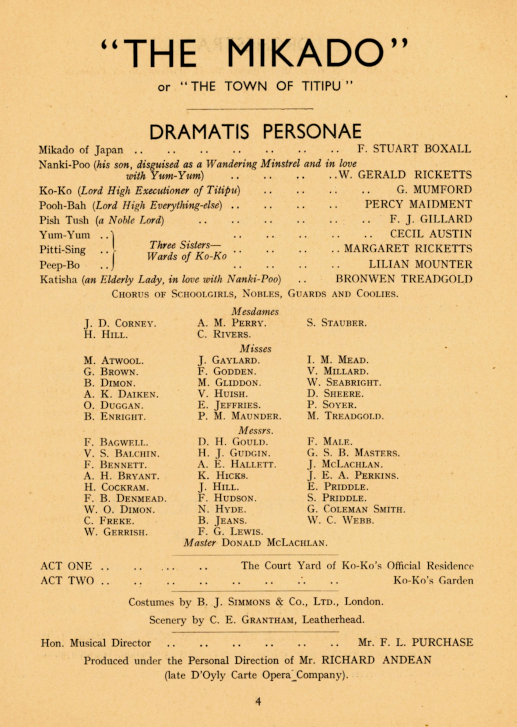 "THE MIKADO"
or "THE TOWN OF TITIPU"
DRAMATIS PERSONAE
Mikado of Japan .. .. .. .. .. .. F. STUART BOXALL
Nanki-Poo (his son, disguised as a Wandering Minstrel and in love
with Yum-Yum) .. .. .. .. W. GERALD RICKETTS
Ko-Ko (Lord High Executioner of Titipu) .. .. .. G. MUMFORD
Pooh-Bah (Lord High Everything-else) .. .. .. PERCY MAIDMENT
Pish Tush (a Noble Lord) .. .. .. .. .. F. J. GILLARD
Yum-Yum .. .. .. .. .. CECIL AUSTIN
Pitti-Sing Three Sisters— Wards of Ko-Ko .. .. .. MARGARET RICKETTS
Peep-Bo .. .. .. .. LILIAN MOUNTER
Katisha (an Elderly Lady, in love with Nanki-Poo) .. BRONWEN TREADGOLD
CHORUS OF SCHOOLGIRLS, NOBLES, GUARDS AND COOLIES.
Mesdames
J. D. CORNEY. A. M. PERRY. S. STAUBER.
H. HILL. C. RIVERS.
Misses
M. ATWOOL. J. GAYLARD. I. M. MEAD.
G. BROWN. F. GODDEN. V. MILLARD.
B. DIMON. M. GLIDDON. W. SEABRIGHT.
A. K. DAIKEN. V. HUISH. D. SHEERE.
O. DUGGAN. E. JEFFRIES. P. SOYER.
B. ENRIGHT. P. M. MAUNDER. M. TREADGOLD.
Messrs.
F. BAGWELL. D. H. GOULD. F. MALE.
V. S. BALCHIN. H. J. GUDGIN. G. S. B. MASTERS.
F. BENNETT. A. E. HALLETT. J. MCLACHLAN.
A. H. BRYANT. K. HICKS. J. E. A. PERKINS.
H. COCKRAM. J. HILL. E. PRIDDLE.
F. B. DENMEAD. F. HUDSON. S. PRIDDLE.
W. O. DIMON. N. HYDE. G. COLEMAN SMITH.
C. FREKE. B. JEANS. W. C. WEBB.
W. GERRISH. F. G. LEWIS.
Master DONALD MCLACHLAN.
ACT ONE .. .. ... .. The Court Yard of Ko-Ko's Official Residence
ACT TWO .. .. .. .. .. .. .. Ko-Ko's Garden
Costumes by B. J. SIMMONS & Co., LTD., London.
Scenery by C. E. GRANTHAM, Leatherhead.
Hon. Musical Director .. .. .. .. .. Mr. F. L. PURCHASE
Produced under the Personal Direction of Mr. RICHARD ANDEAN
(late D'Oyly Carte Opera Company).
4